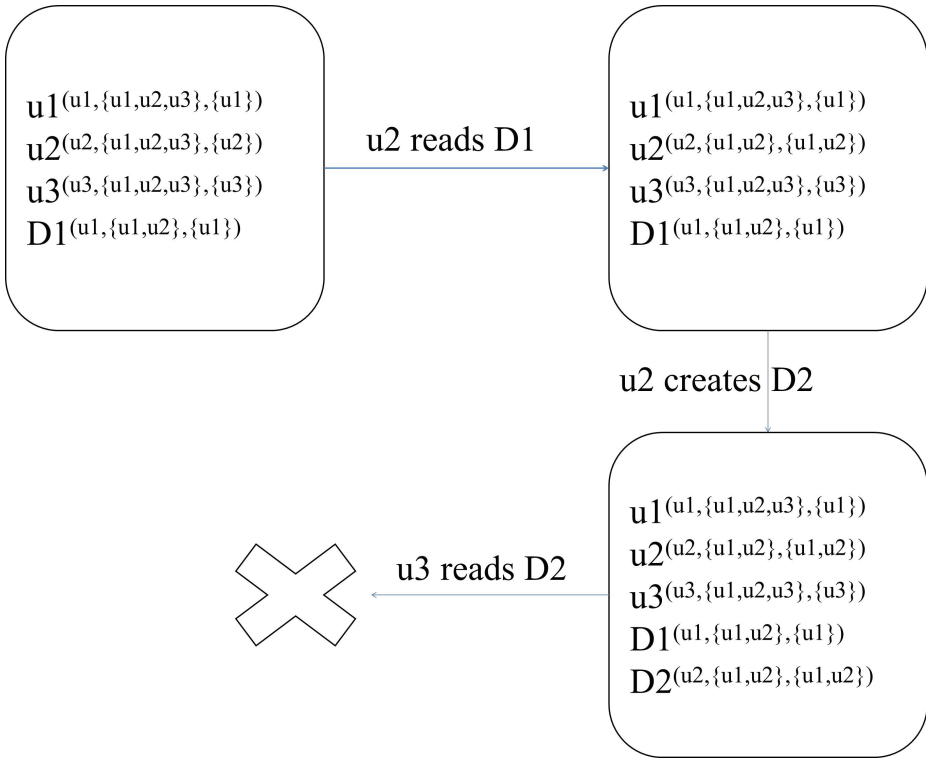 u1(u1,{u1,u2,u3},{u1})
u2(u2,{u1,u2,u3},{u2})
u3(u3,{u1,u2,u3},{u3})
D1(u1,{u1,u2},{u1})
u2 reads D1
u1(u1,{u1,u2,u3},{u1})
u2(u2,{u1,u2},{u1,u2})
u3(u3,{u1,u2,u3},{u3})
D1(u1,{u1,u2},{u1})
u2 creates D2
u1(u1,{u1,u2,u3},{u1})
u2(u2,{u1,u2},{u1,u2})
u3(u3,{u1,u2,u3},{u3})
D1(u1,{u1,u2},{u1})
D2(u2,{u1,u2},{u1,u2})
u3 reads D2